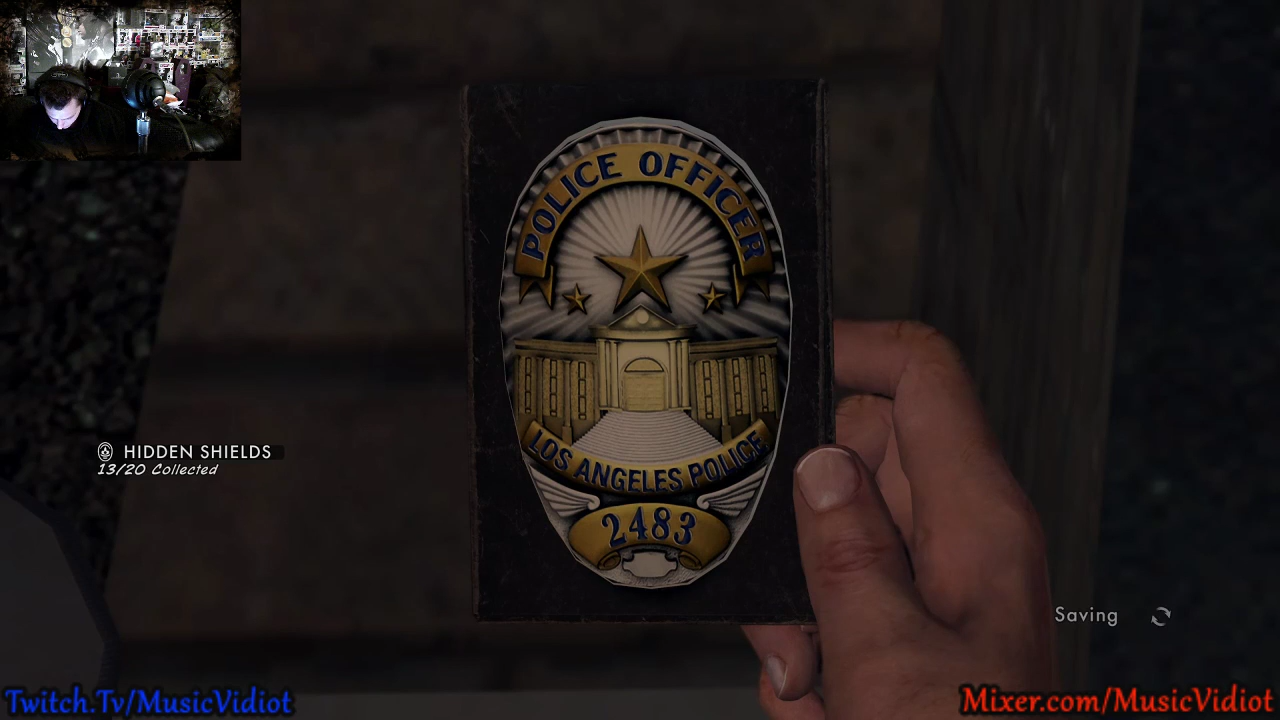 POLICE OFFICER
LOS ANGELES POLICE
2483
HIDDEN SHIELDS
13/20 Collected
Saving
Twitch.Tv/MusicVidiot
Mixer.com/MusicVidiot